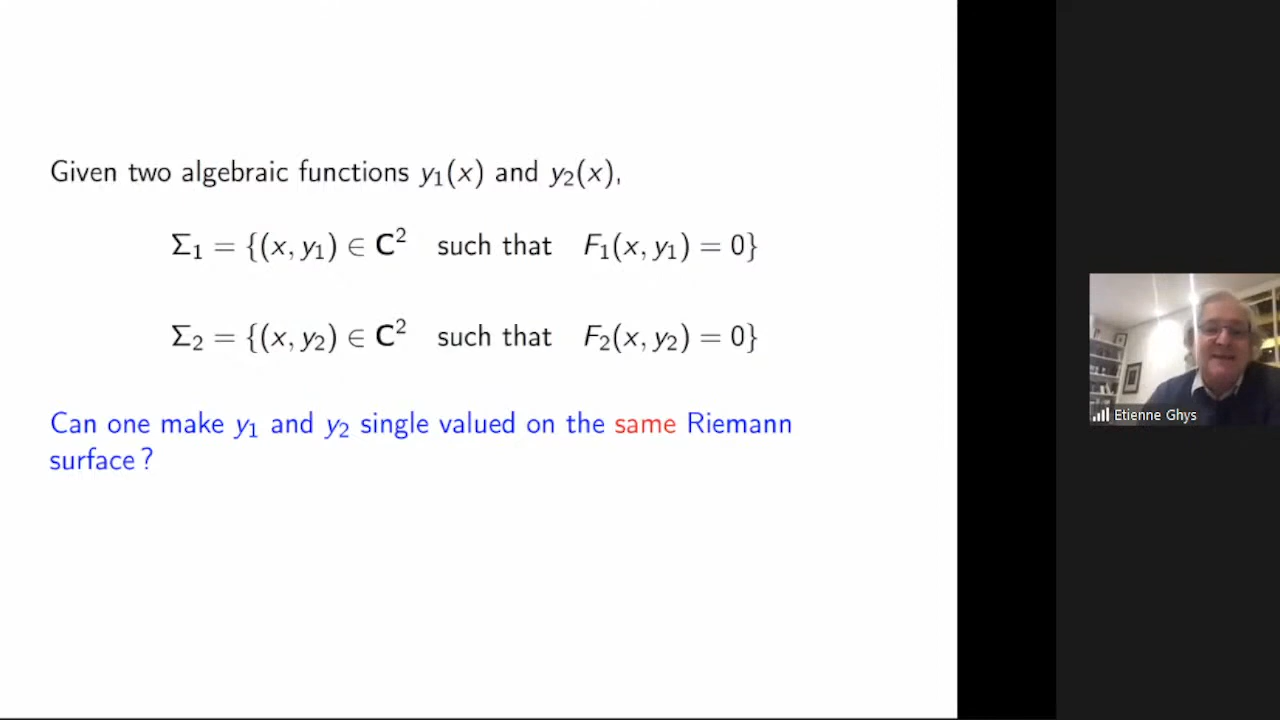 Given two algebraic functions y₁(x) and y₂(x),
Σ₁ = {(x, y₁) ∈ C² such that F₁(x, y₁) = 0}
Σ₂ = {(x, y₂) ∈ C² such that F₂(x, y₂) = 0}
Can one make y₁ and y₂ single valued on the same Riemann
surface ?
Etienne Ghys